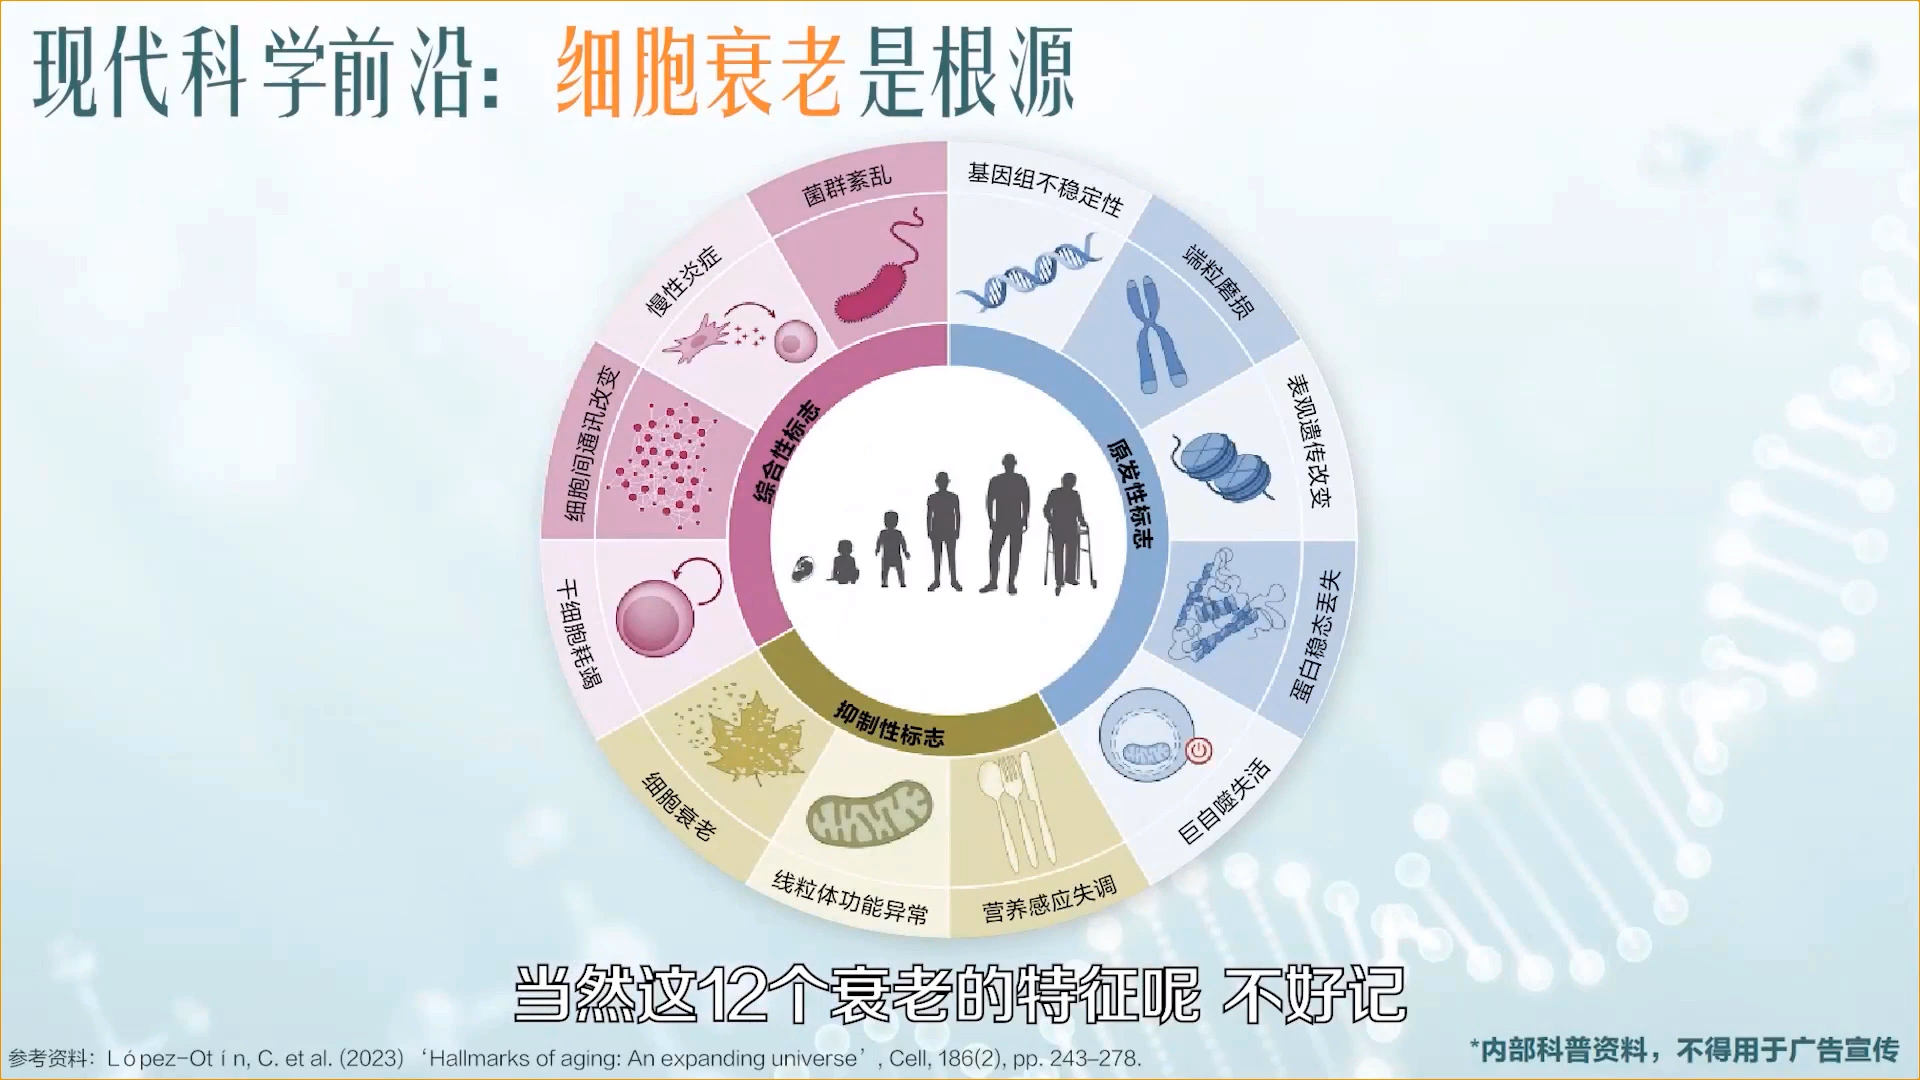 现代科学前沿：细胞衰老是根源
菌群紊乱
基因组不稳定性
端粒磨损
表观遗传改变
蛋白稳态丢失
巨自噬失活
营养感应失调
线粒体功能异常
细胞衰老
干细胞耗竭
细胞间通讯改变
慢性炎症
综合性标志
原发性标志
抑制性标志
当然这12个衰老的特征呢 不好记
参考资料：López-Otín, C. et al. (2023)‘Hallmarks of aging: An expanding universe’, Cell, 186(2), pp. 243–278.
*内部科普资料，不得用于广告宣传